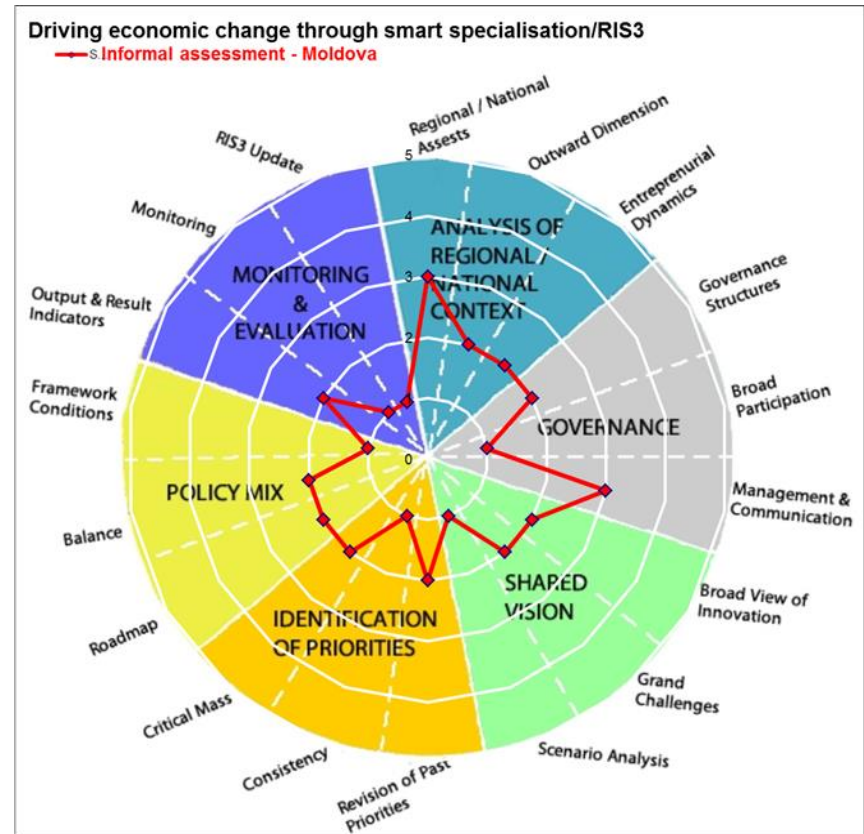 Driving economic change through smart specialisation/RIS3
S.Informal assessment - Moldova
Regional / National
Assests
Outward Dimension
Entreprenurial
Dynamics
Governance
Structures
Broad
Participation
Management &
Communication
Broad View of
Innovation
Grand
Challenges
Scenario Analysis
Revision of Past
Priorities
Consistency
Critical Mass
Roadmap
Balance
Framework
Conditions
Output & Result
Indicators
Monitoring
RIS3 Update
5
4
3
2
0
ANALYSIS OF
REGIONAL /
NATIONAL
CONTEXT
GOVERNANCE
SHARED
VISION
IDENTIFICATION
OF PRIORITIES
POLICY MIX
MONITORING
&
EVALUATION